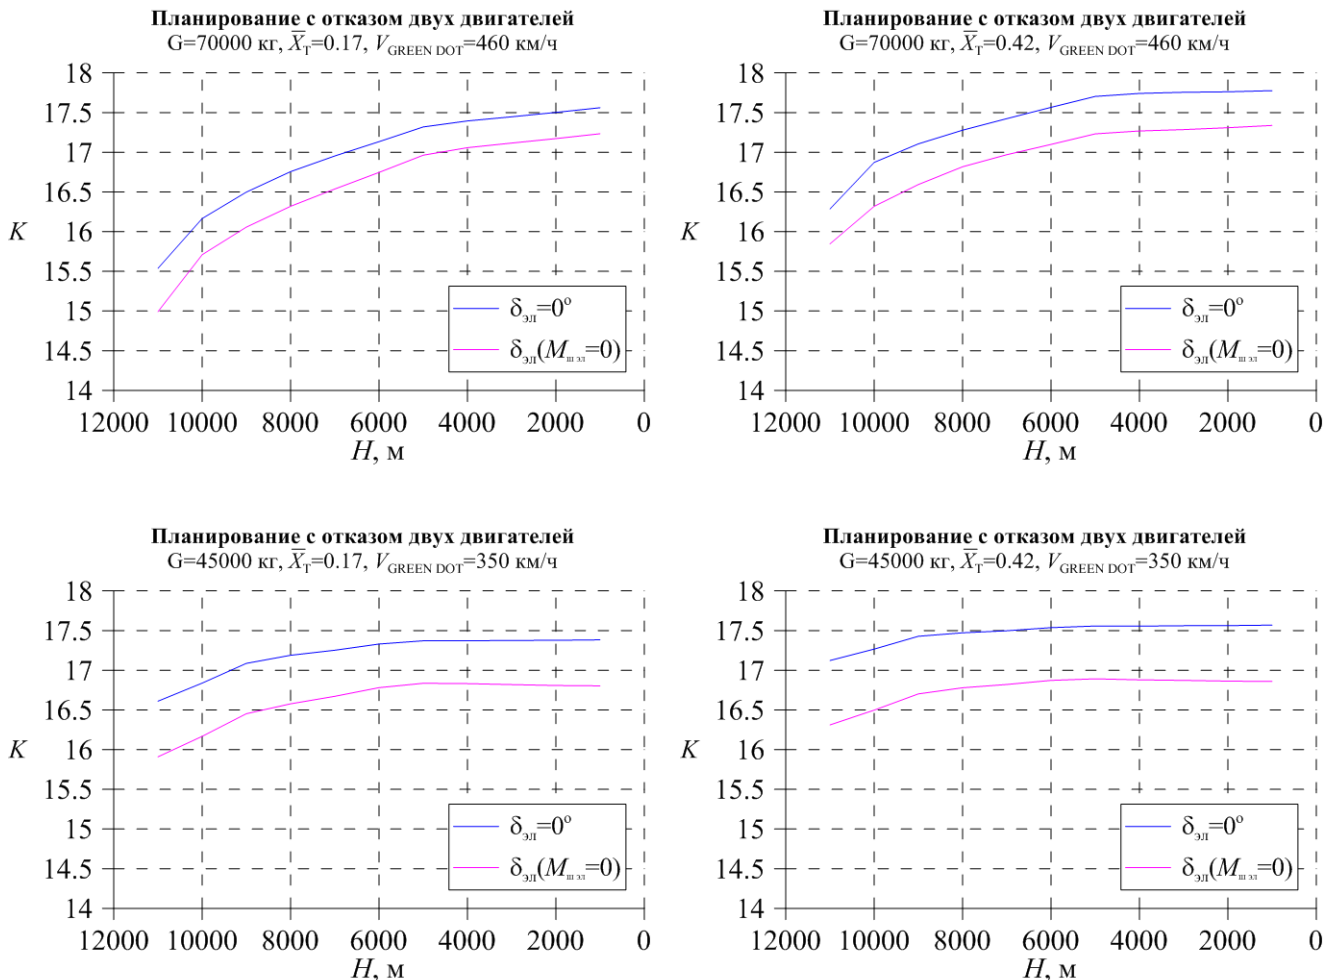 Планирование с отказом двух двигателей
G=70000 кг, X̅т=0.17, V GREEN DOT=460 км/ч
18
17.5
17
16.5
16
15.5
15
14.5
14
K
12000 10000 8000 6000 4000 2000 0
H, м
δэл=0°
δэл(Mш эл=0)
Планирование с отказом двух двигателей
G=70000 кг, X̅т=0.42, V GREEN DOT=460 км/ч
18
17.5
17
16.5
16
15.5
15
14.5
14
K
12000 10000 8000 6000 4000 2000 0
H, м
δэл=0°
δэл(Mш эл=0)
Планирование с отказом двух двигателей
G=45000 кг, X̅т=0.17, V GREEN DOT=350 км/ч
18
17.5
17
16.5
16
15.5
15
14.5
14
K
12000 10000 8000 6000 4000 2000 0
H, м
δэл=0°
δэл(Mш эл=0)
Планирование с отказом двух двигателей
G=45000 кг, X̅т=0.42, V GREEN DOT=350 км/ч
18
17.5
17
16.5
16
15.5
15
14.5
14
K
12000 10000 8000 6000 4000 2000 0
H, м
δэл=0°
δэл(Mш эл=0)